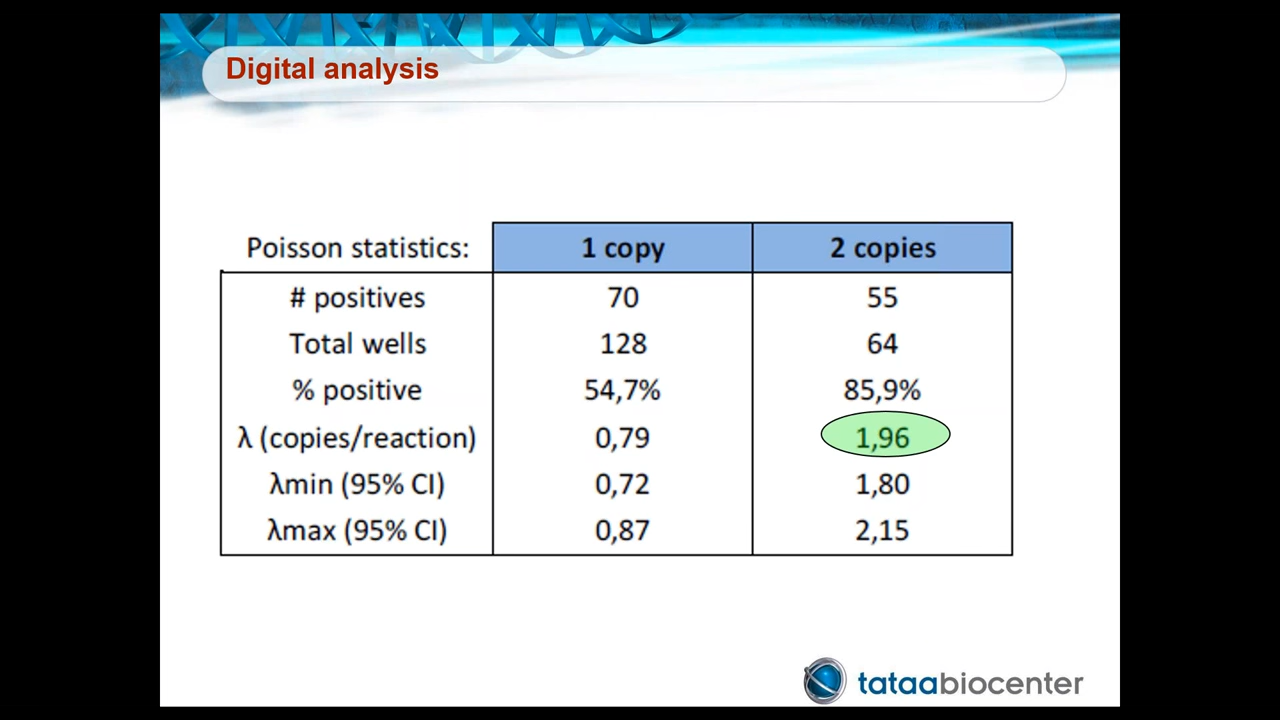 Digital analysis
Poisson statistics: 1 copy 2 copies
# positives 70 55
Total wells 128 64
% positive 54,7% 85,9%
λ (copies/reaction) 0,79 1,96
λmin (95% CI) 0,72 1,80
λmax (95% CI) 0,87 2,15
tataabiocenter